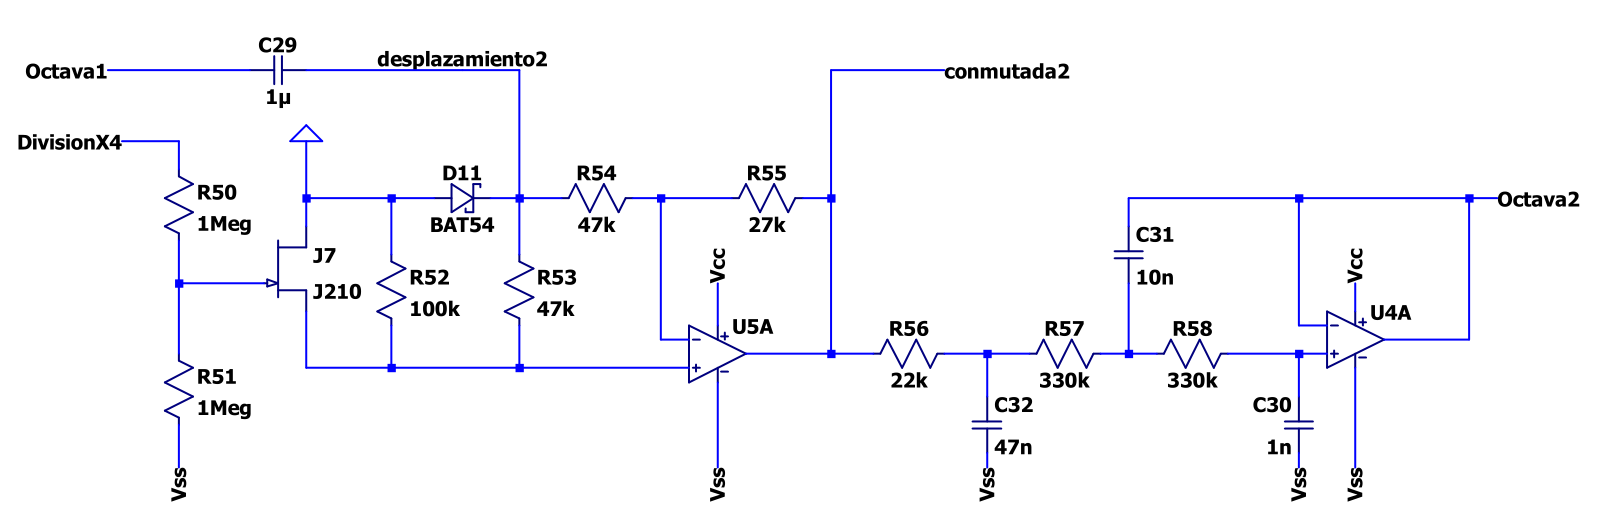 Octava1
C29
1µ
desplazamiento2
conmutada2
DivisionX4
R50
1Meg
D11
BAT54
R54
47k
R55
27k
Octava2
J7
J210
R52
100k
R53
47k
Vcc
U5A
+
−
+
−
C31
10n
Vcc
U4A
+
−
+
−
R51
1Meg
R56
22k
R57
330k
R58
330k
C32
47n
C30
1n
Vss
Vss
Vss
Vss
Vss